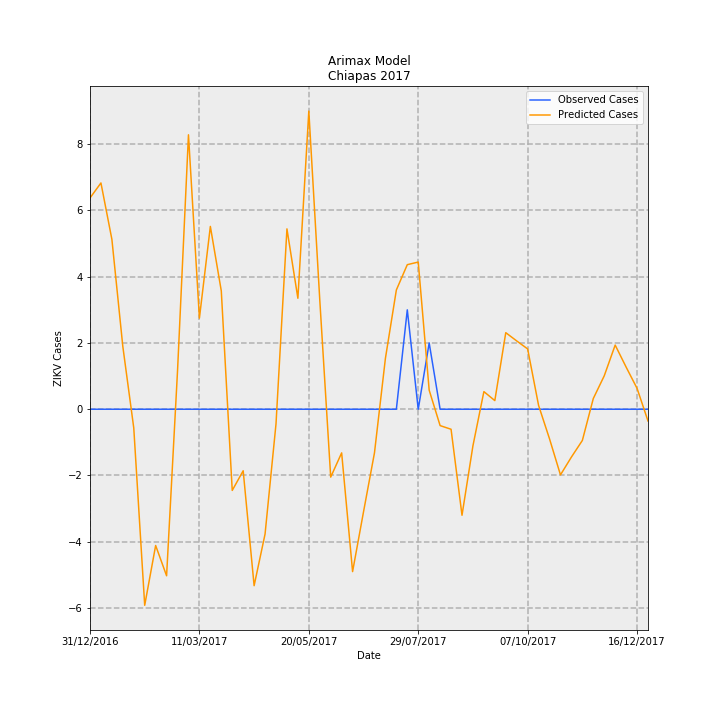 Arimax Model
Chiapas 2017
Observed Cases
Predicted Cases
8
6
4
2
0
−2
−4
−6
ZIKV Cases
31/12/2016 11/03/2017 20/05/2017 29/07/2017 07/10/2017 16/12/2017
Date